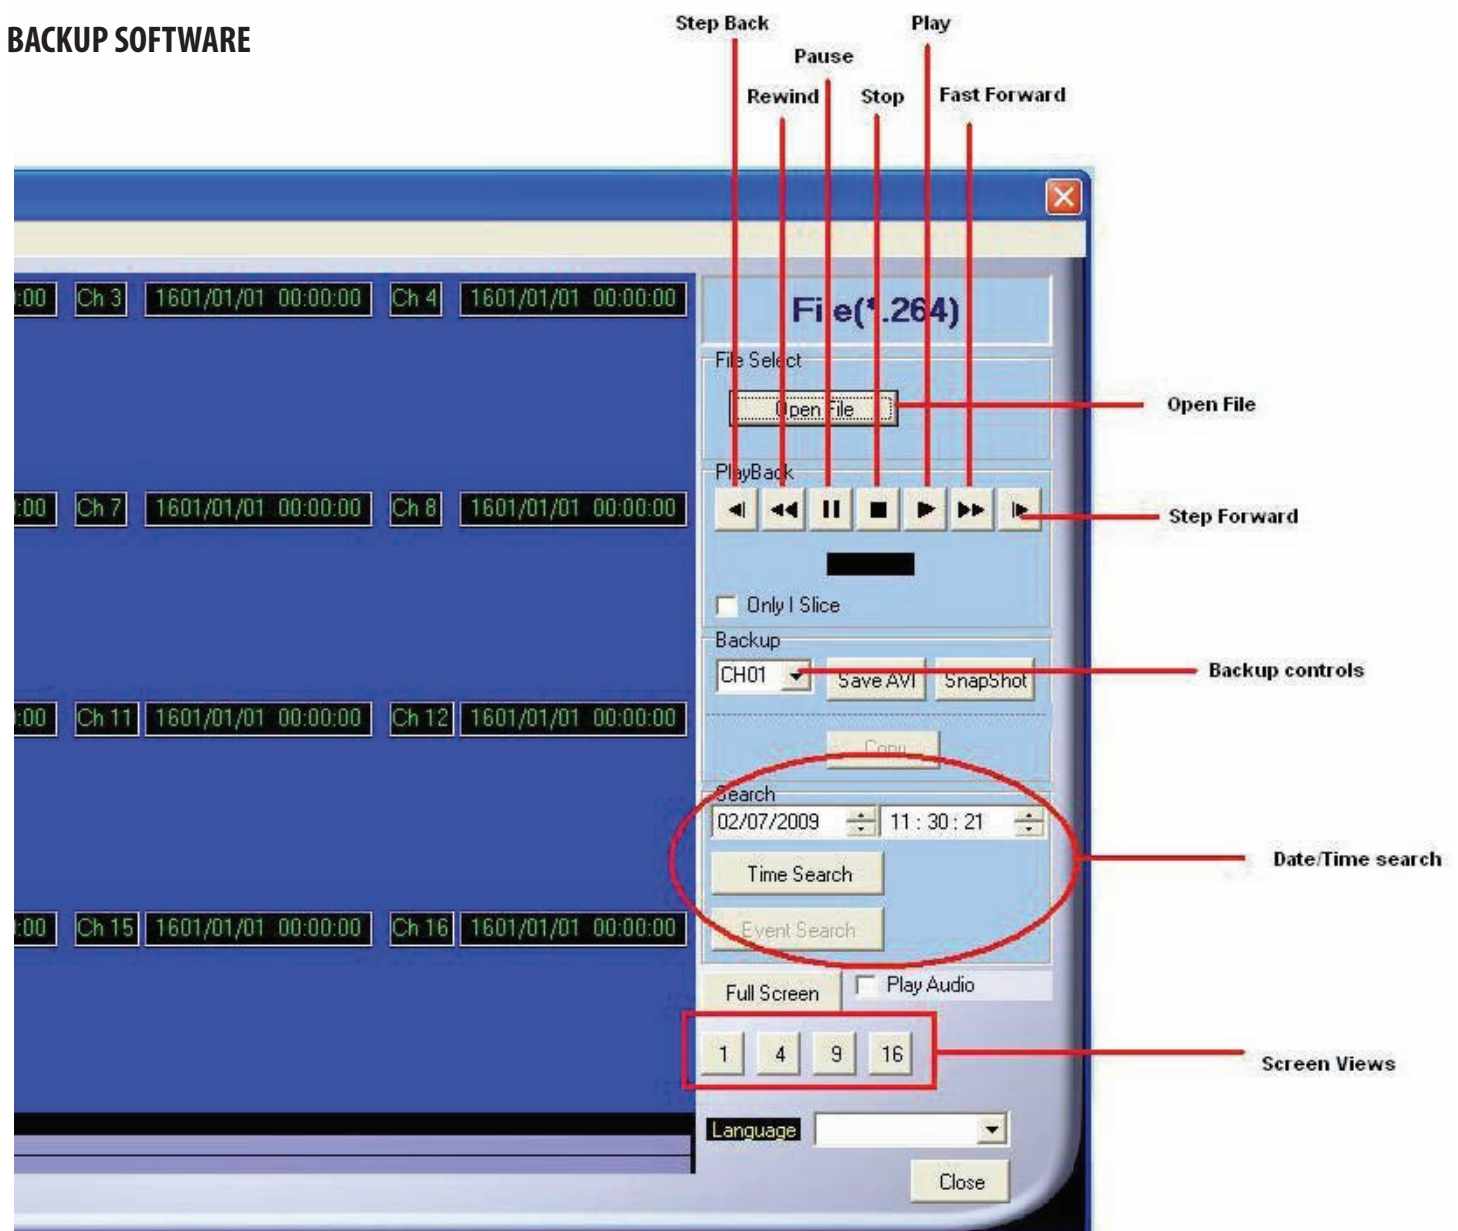 BACKUP SOFTWARE
Step Back
Play
Pause
Rewind
Stop
Fast Forward
:00 Ch 3 1601/01/01 00:00:00 Ch 4 1601/01/01 00:00:00
File(*.264)
File Select
Open File
Open File
PlayBack
:00 Ch 7 1601/01/01 00:00:00 Ch 8 1601/01/01 00:00:00
Step Forward
Only I Slice
Backup
CH01 Save AVI SnapShot
Backup controls
:00 Ch 11 1601/01/01 00:00:00 Ch 12 1601/01/01 00:00:00
Copy
Search
02/07/2009 11 : 30 : 21
Time Search
Date/Time search
:00 Ch 15 1601/01/01 00:00:00 Ch 16 1601/01/01 00:00:00
Event Search
Full Screen Play Audio
1 4 9 16
Screen Views
Language
Close